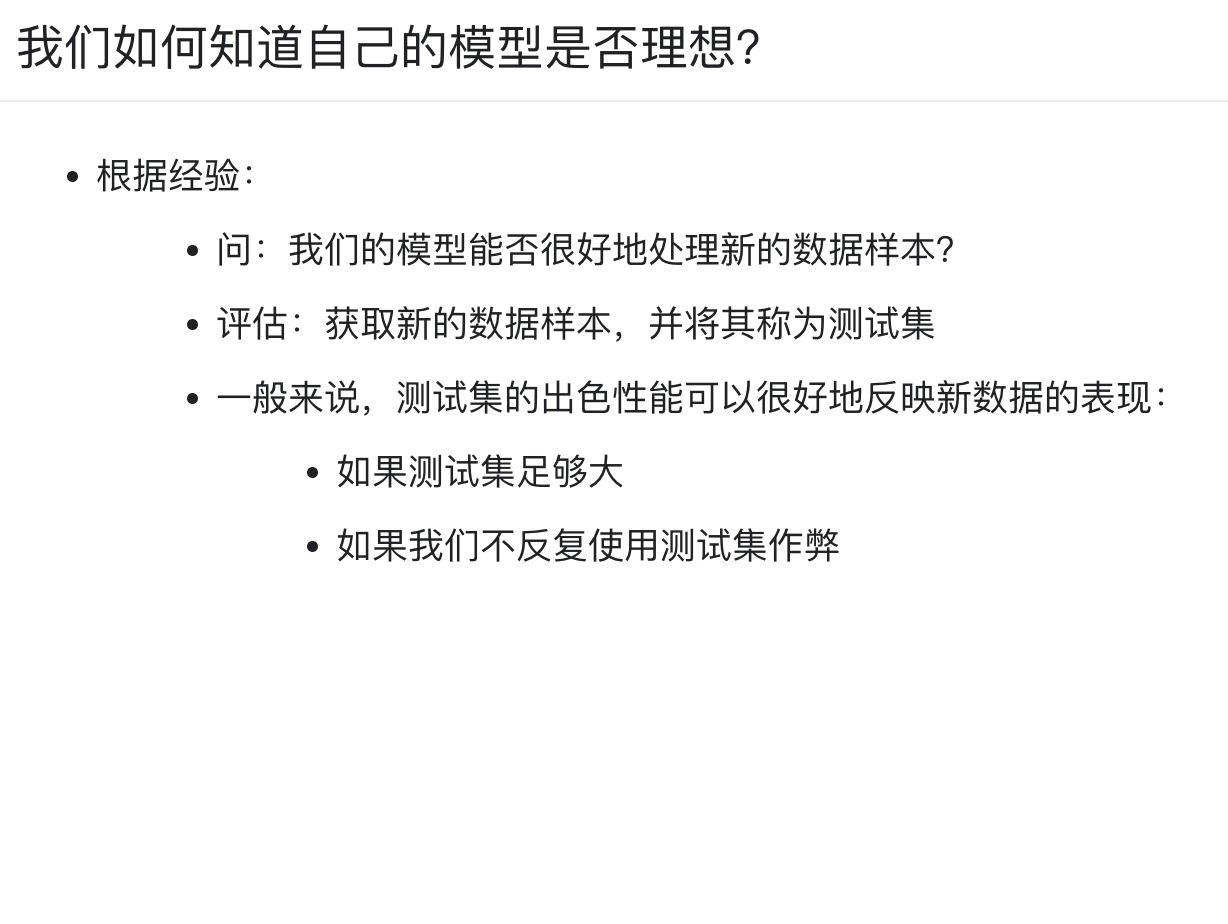 我们如何知道自己的模型是否理想？
根据经验：
问：我们的模型能否很好地处理新的数据样本？
评估：获取新的数据样本，并将其称为测试集
一般来说，测试集的出色性能可以很好地反映新数据的表现：
如果测试集足够大
如果我们不反复使用测试集作弊